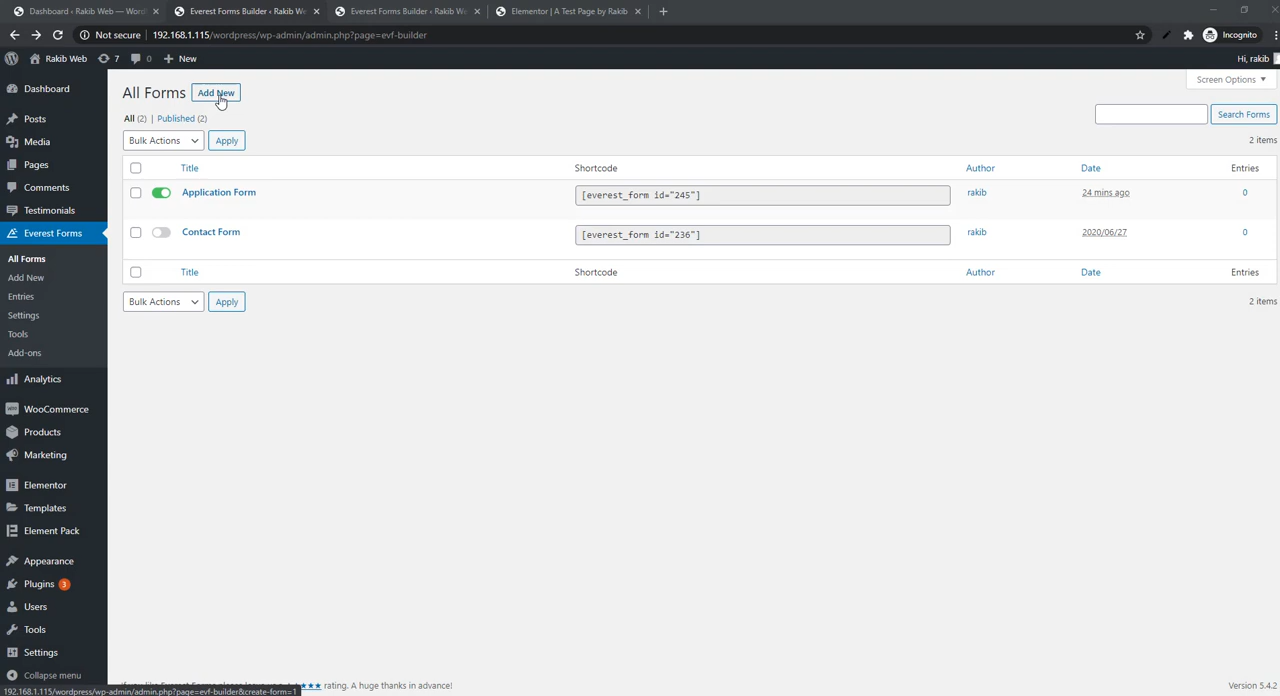 Dashboard ‹ Rakib Web — Word
Everest Forms Builder ‹ Rakib We
Everest Forms Builder ‹ Rakib We
Elementor | A Test Page by Rakib
Not secure | 192.168.1.115/wordpress/wp-admin/admin.php?page=evf-builder
Incognito
Rakib Web 7 0 New
Hi, rakib
Screen Options
Dashboard
Posts
Media
Pages
Comments
Testimonials
Everest Forms
All Forms
Add New
Entries
Settings
Tools
Add-ons
Analytics
WooCommerce
Products
Marketing
Elementor
Templates
Element Pack
Appearance
Plugins 3
Users
Tools
Settings
Collapse menu
All Forms Add New
All (2) | Published (2)
Search Forms
Bulk Actions Apply
2 items
Title Shortcode Author Date Entries
Application Form [everest_form id="245"] rakib 24 mins ago 0
Contact Form [everest_form id="236"] rakib 2020/06/27 0
Title Shortcode Author Date Entries
Bulk Actions Apply
2 items
rating. A huge thanks in advance!
Version 5.4.2
192.168.1.115/wordpress/wp-admin/admin.php?page=evf-builder&create-form=1